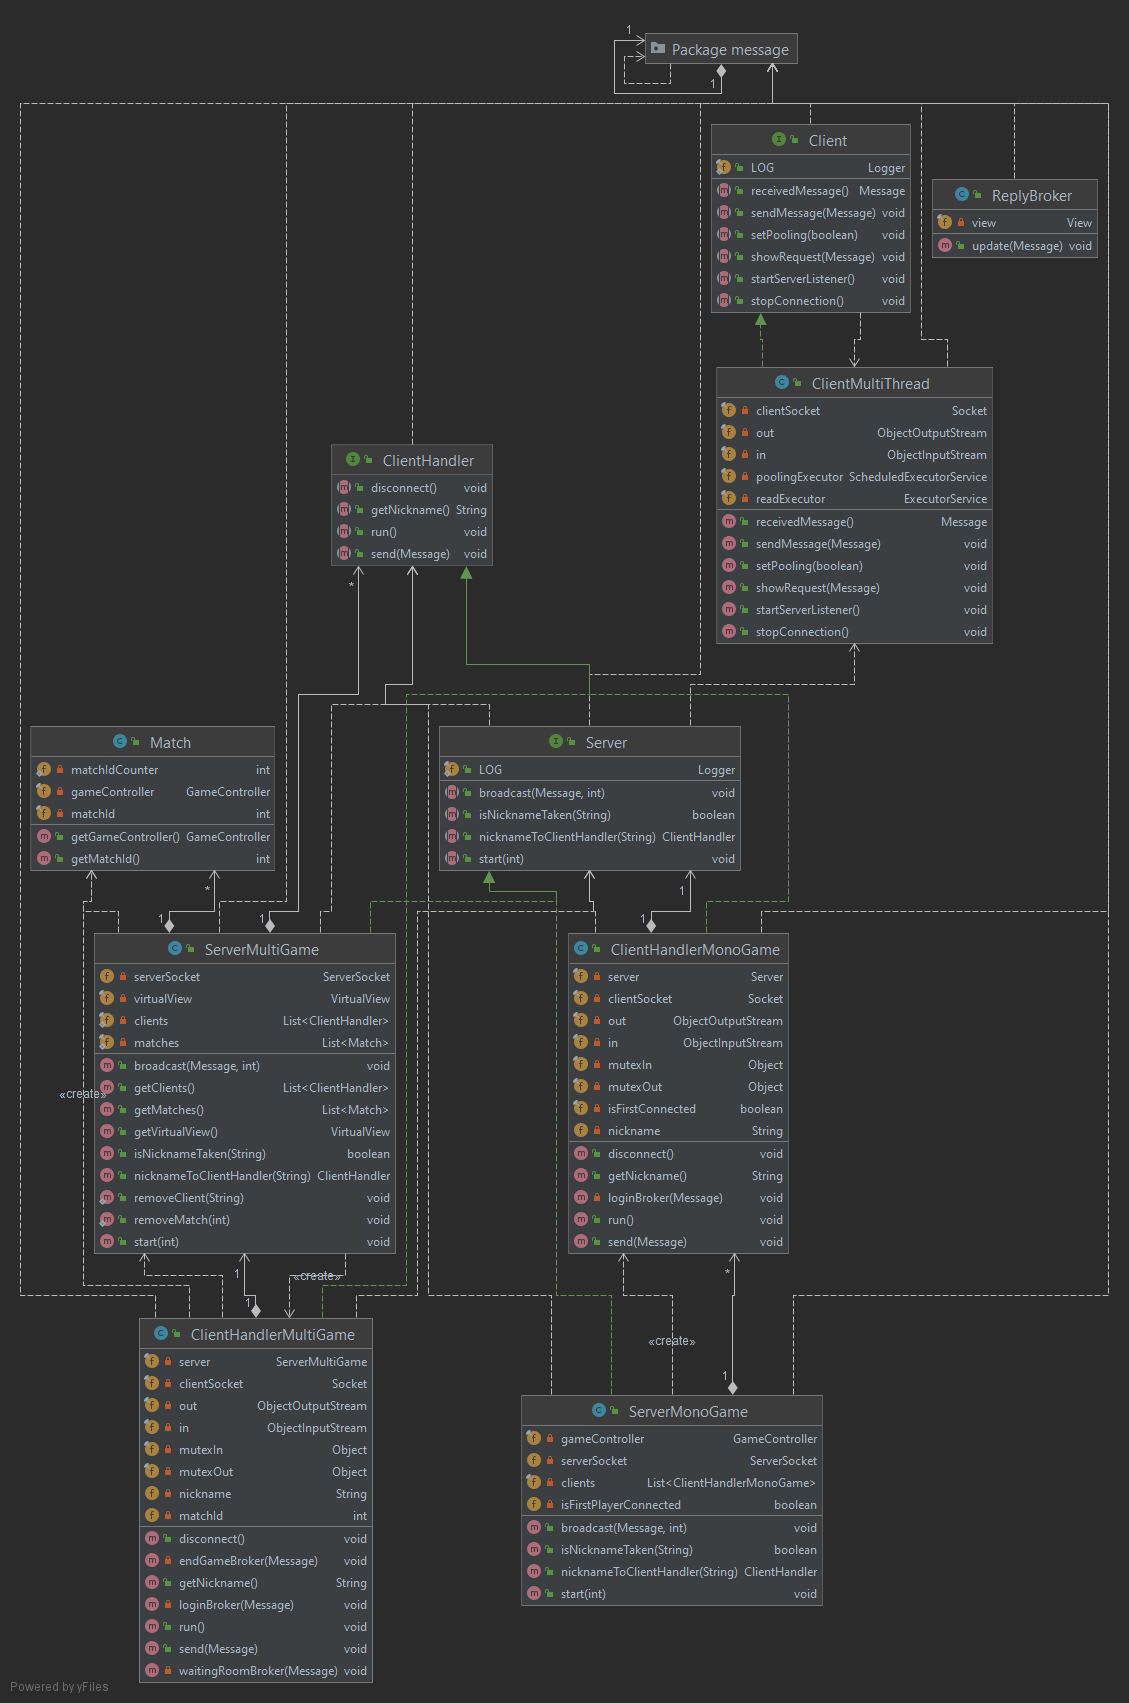 1
Package message
1
Client
LOG Logger
receivedMessage() Message
sendMessage(Message) void
setPooling(boolean) void
showRequest(Message) void
startServerListener() void
stopConnection() void
ReplyBroker
view View
update(Message) void
ClientMultiThread
clientSocket Socket
out ObjectOutputStream
in ObjectInputStream
poolingExecutor ScheduledExecutorService
readExecutor ExecutorService
receivedMessage() Message
sendMessage(Message) void
setPooling(boolean) void
showRequest(Message) void
startServerListener() void
stopConnection() void
ClientHandler
disconnect() void
getNickname() String
run() void
send(Message) void
*
Match
matchIdCounter int
gameController GameController
matchId int
getGameController() GameController
getMatchId() int
Server
LOG Logger
broadcast(Message, int) void
isNicknameTaken(String) boolean
nicknameToClientHandler(String) ClientHandler
start(int) void
*
1
1
1
1
ServerMultiGame
serverSocket ServerSocket
virtualView VirtualView
clients List<ClientHandler>
matches List<Match>
broadcast(Message, int) void
getClients() List<ClientHandler>
getMatches() List<Match>
getVirtualView() VirtualView
isNicknameTaken(String) boolean
nicknameToClientHandler(String) ClientHandler
removeClient(String) void
removeMatch(int) void
start(int) void
«create»
ClientHandlerMonoGame
server Server
clientSocket Socket
out ObjectOutputStream
in ObjectInputStream
mutexIn Object
mutexOut Object
isFirstConnected boolean
nickname String
disconnect() void
getNickname() String
loginBroker(Message) void
run() void
send(Message) void
1
«create»
1
*
«create»
1
ClientHandlerMultiGame
server ServerMultiGame
clientSocket Socket
out ObjectOutputStream
in ObjectInputStream
mutexIn Object
mutexOut Object
nickname String
matchId int
disconnect() void
endGameBroker(Message) void
getNickname() String
loginBroker(Message) void
run() void
send(Message) void
waitingRoomBroker(Message) void
ServerMonoGame
gameController GameController
serverSocket ServerSocket
clients List<ClientHandlerMonoGame>
isFirstPlayerConnected boolean
broadcast(Message, int) void
isNicknameTaken(String) boolean
nicknameToClientHandler(String) ClientHandler
start(int) void
Powered by yFiles